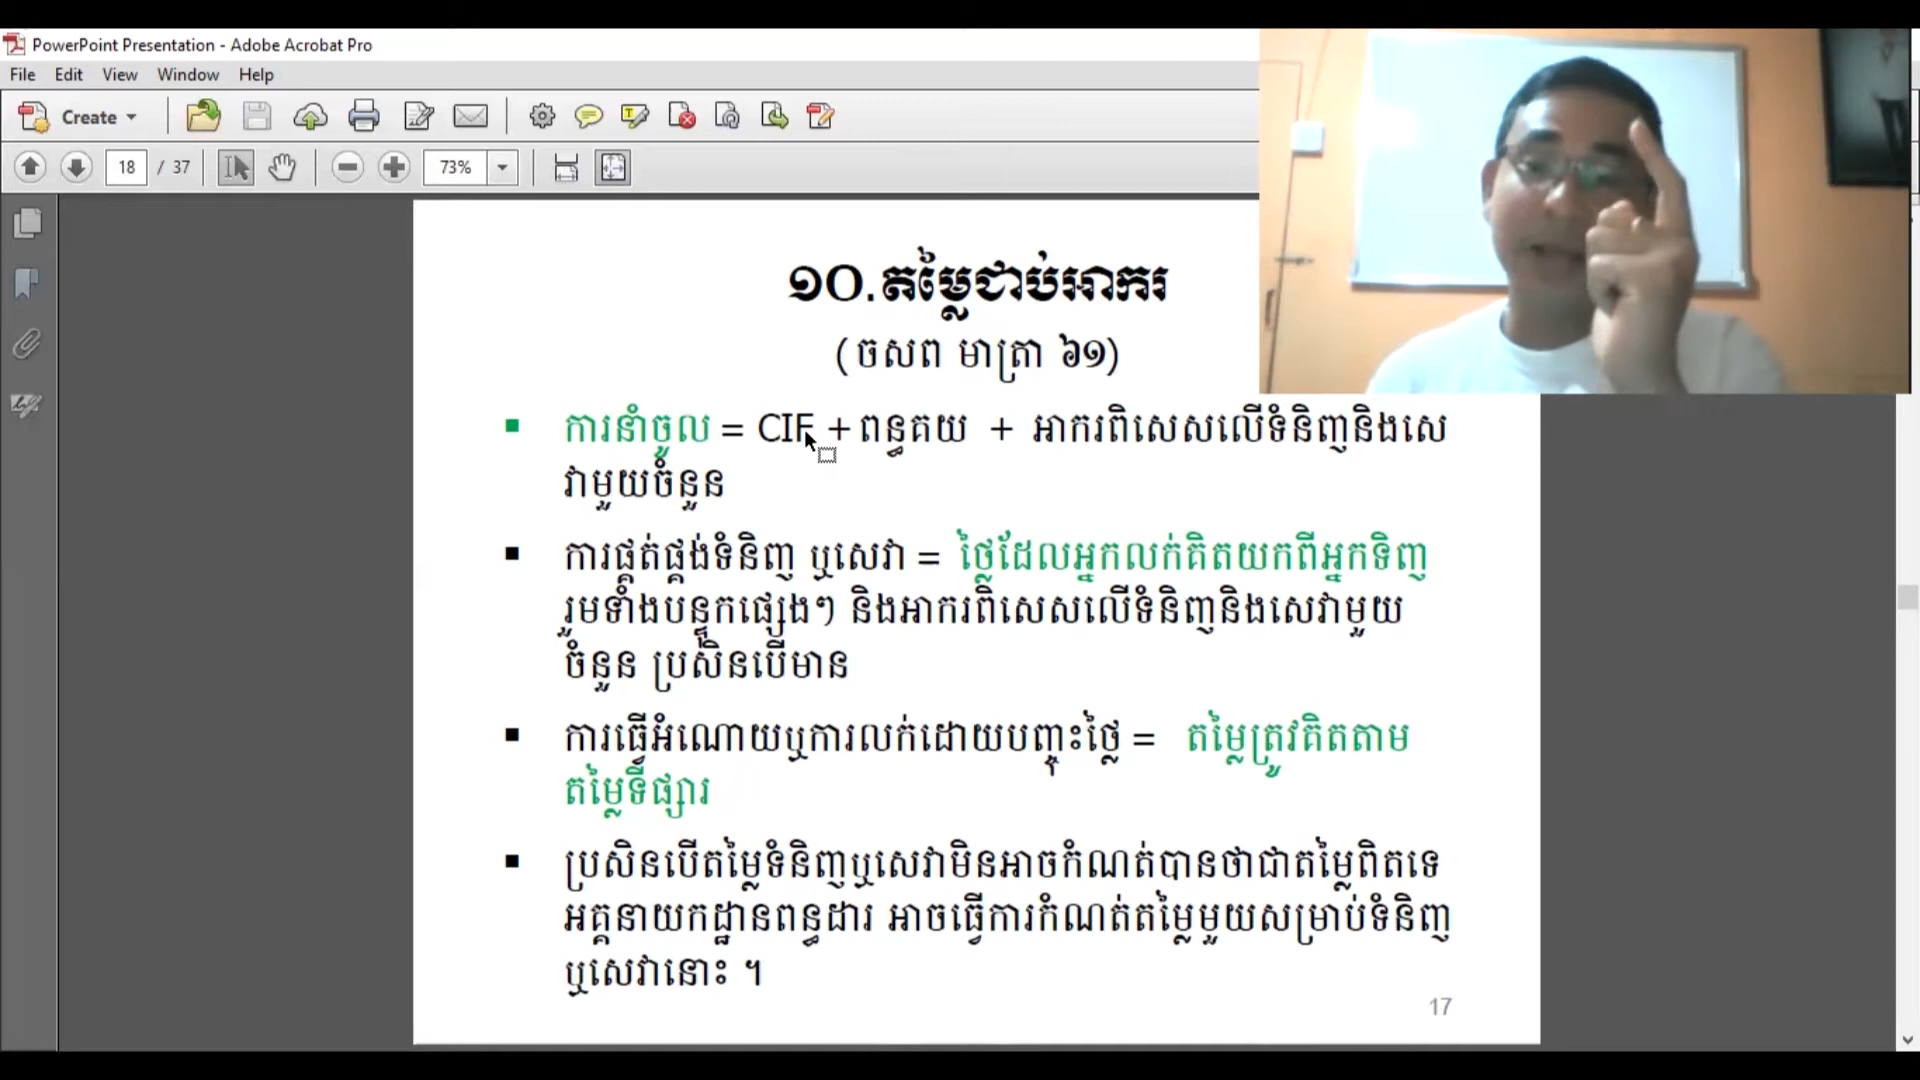 PowerPoint Presentation - Adobe Acrobat Pro
File Edit View Window Help
Create
18 / 37 73%
១០.តម្លៃជាប់អាករ
(ចសព មាត្រា ៦១)
ការនាំចូល = CIF +ពន្ធគយ + អាករពិសេសលើទំនិញនិងសេ
វាមួយចំនួន
ការផ្គត់ផ្គង់ទំនិញ ឬសេវា = ថ្លៃដែលអ្នកលក់គិតយកពីអ្នកទិញ
រួមទាំងបន្ទុកផ្សេងៗ និងអាករពិសេសលើទំនិញនិងសេវាមួយ
ចំនួន ប្រសិនបើមាន
ការធ្វើអំណោយឬការលក់ដោយបញ្ចុះថ្លៃ = តម្លៃត្រូវគិតតាម
តម្លៃទីផ្សារ
ប្រសិនបើតម្លៃទំនិញឬសេវាមិនអាចកំណត់បានថាជាតម្លៃពិតទេ
អគ្គនាយកដ្ឋានពន្ធដារ អាចធ្វើការកំណត់តម្លៃមួយសម្រាប់ទំនិញ
ឬសេវានោះ ។
17